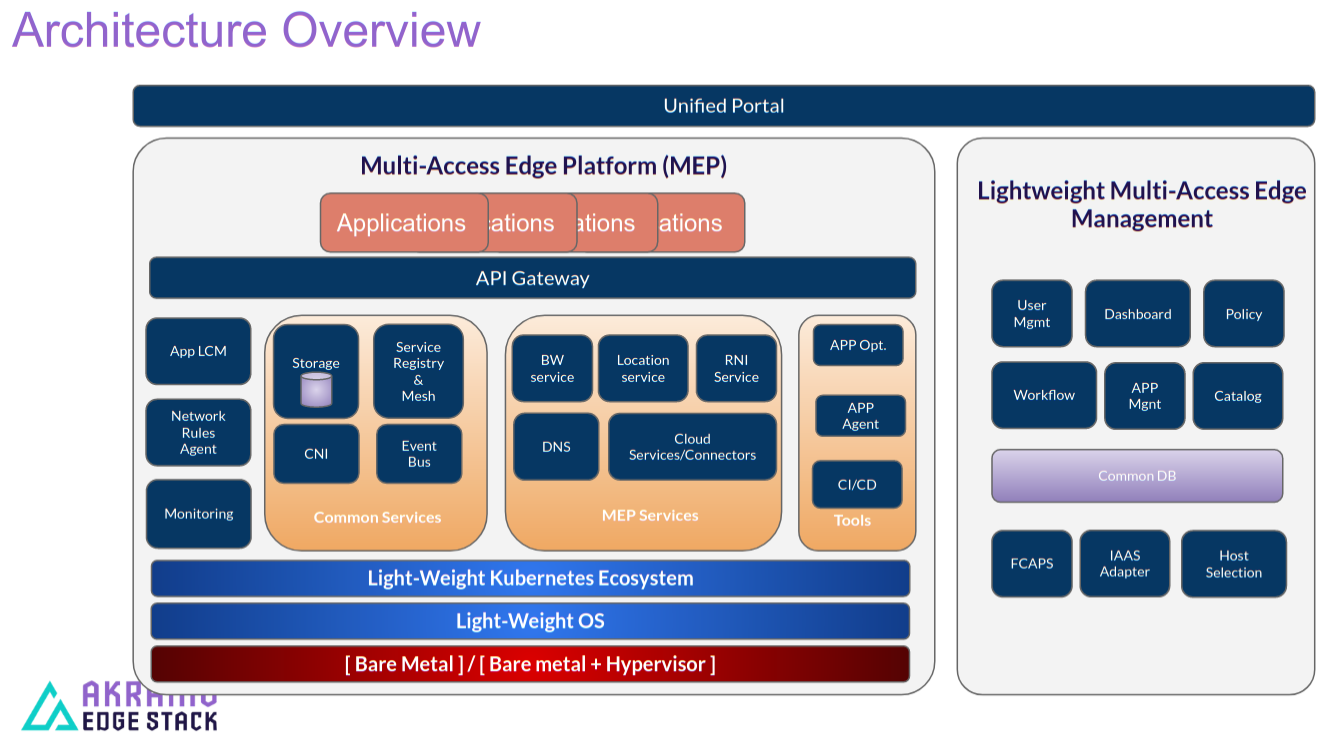 Architecture Overview
Unified Portal
Multi-Access Edge Platform (MEP)
Applications
cations
ations
ations
API Gateway
App LCM
Network
Rules
Agent
Monitoring
Storage
Service
Registry
&
Mesh
CNI
Event
Bus
Common Services
BW
service
Location
service
RNI
Service
DNS
Cloud
Services/Connectors
MEP Services
APP Opt.
APP
Agent
CI/CD
Tools
Light-Weight Kubernetes Ecosystem
Light-Weight OS
[ Bare Metal ] / [ Bare metal + Hypervisor ]
Lightweight Multi-Access Edge
Management
User
Mgmt
Dashboard
Policy
Workflow
APP
Mgnt
Catalog
Common DB
FCAPS
IAAS
Adapter
Host
Selection
AKRAINO
EDGE STACK